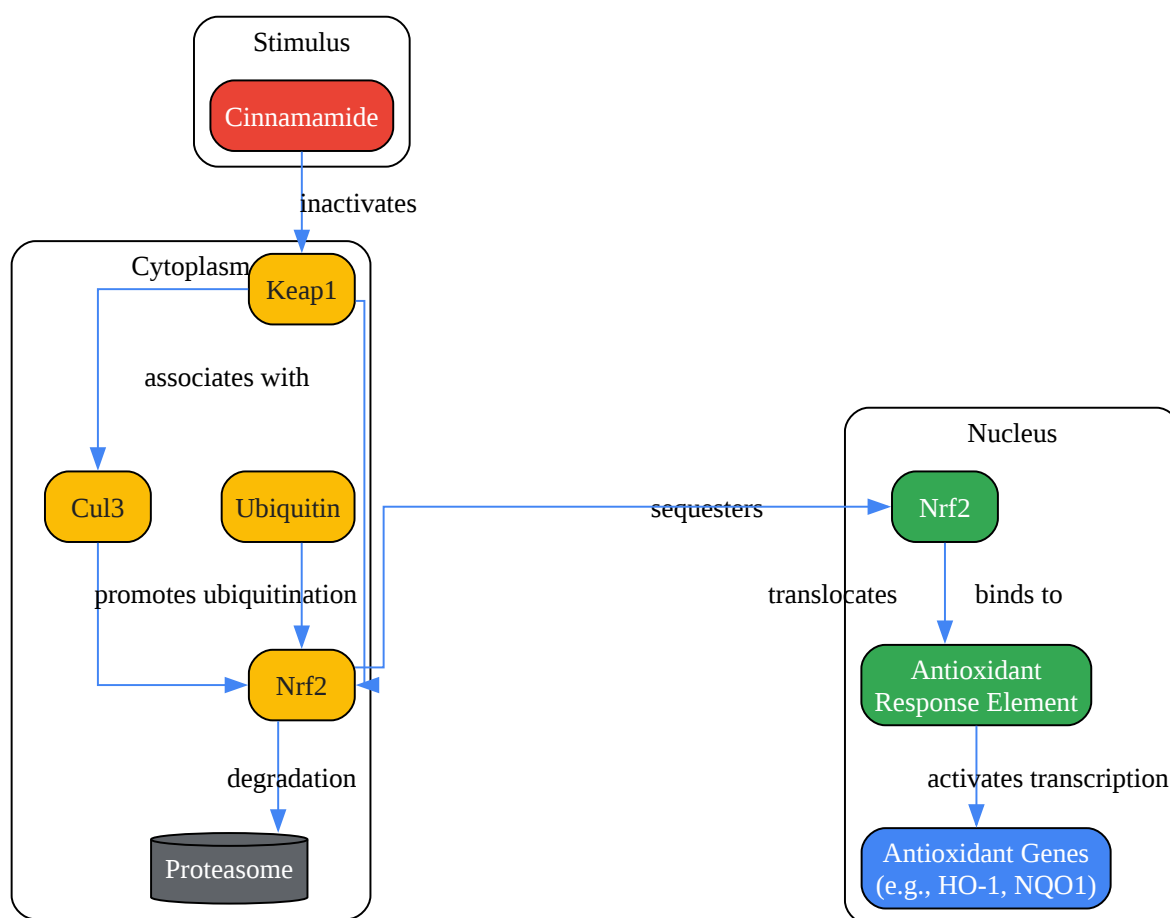 Stimulus
Cinnamamide
inactivates
Cytoplasm
Keap1
associates with
Nucleus
Cul3
Ubiquitin
sequesters
Nrf2
promotes ubiquitination
translocates
binds to
Nrf2
Antioxidant
Response Element
degradation
activates transcription
Proteasome
Antioxidant Genes
(e.g., HO-1, NQO1)